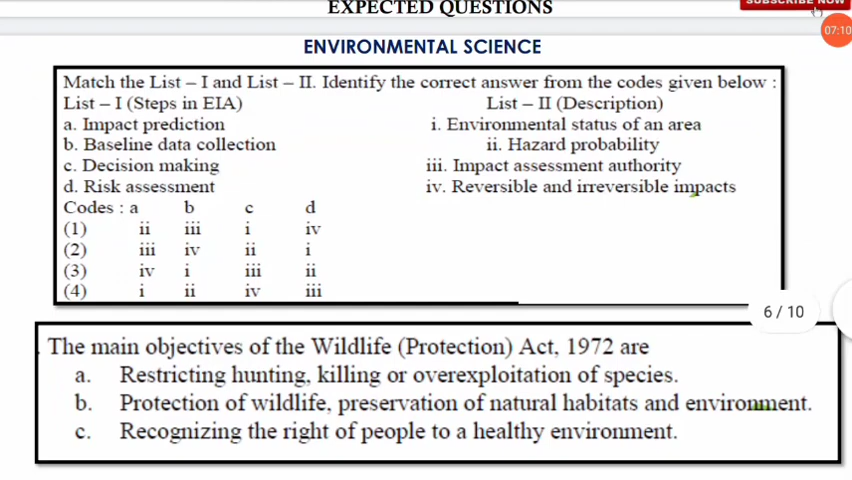 EXPECTED QUESTIONS
SUBSCRIBE NOW
07:10
ENVIRONMENTAL SCIENCE
Match the List – I and List – II. Identify the correct answer from the codes given below :
List – I (Steps in EIA) List – II (Description)
a. Impact prediction i. Environmental status of an area
b. Baseline data collection ii. Hazard probability
c. Decision making iii. Impact assessment authority
d. Risk assessment iv. Reversible and irreversible impacts
Codes : a b c d
(1) ii iii i iv
(2) iii iv ii i
(3) iv i iii ii
(4) i ii iv iii
6 / 10
. The main objectives of the Wildlife (Protection) Act, 1972 are
a. Restricting hunting, killing or overexploitation of species.
b. Protection of wildlife, preservation of natural habitats and environment.
c. Recognizing the right of people to a healthy environment.